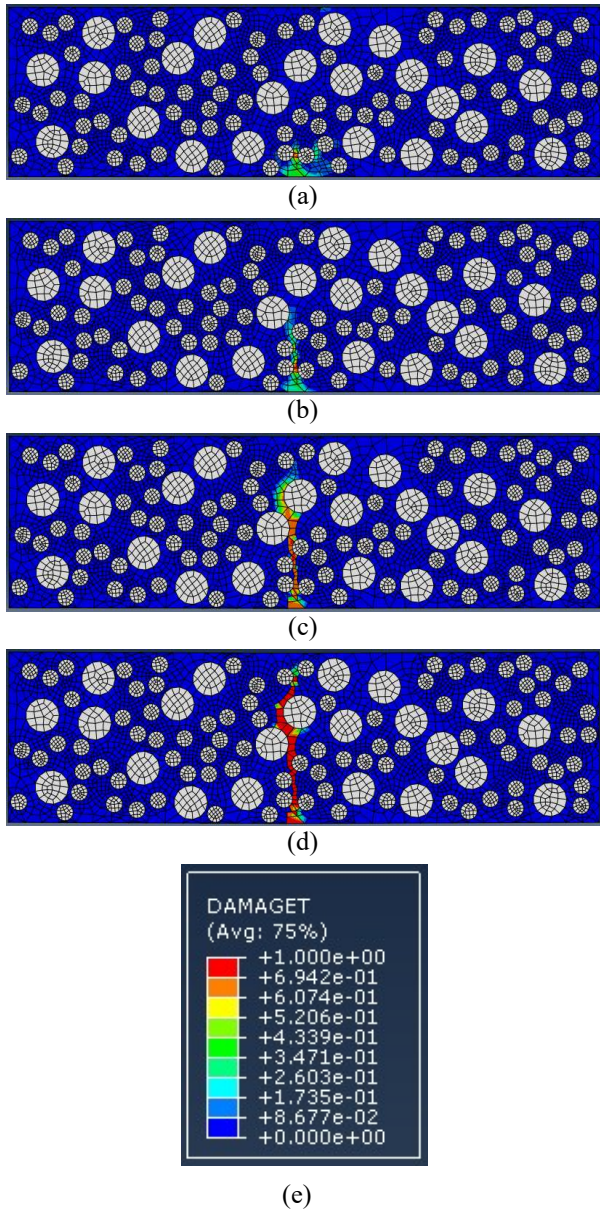 (a)
(b)
(c)
(d)
DAMAGET
(Avg: 75%)
+1.000e+00
+6.942e-01
+6.074e-01
+5.206e-01
+4.339e-01
+3.471e-01
+2.603e-01
+1.735e-01
+8.677e-02
+0.000e+00
(e)